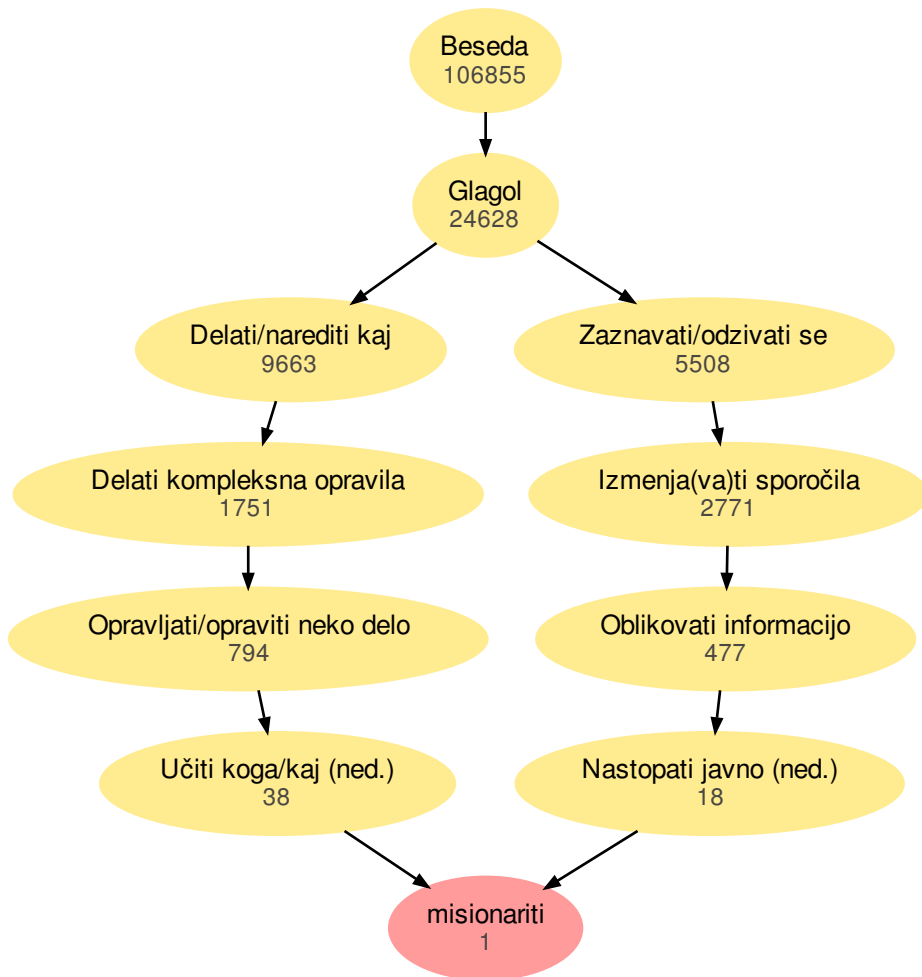 Beseda
106855
Glagol
24628
Delati/narediti kaj
9663
Zaznavati/odzivati se
5508
Delati kompleksna opravila
1751
Izmenja(va)ti sporočila
2771
Opravljati/opraviti neko delo
794
Oblikovati informacijo
477
Učiti koga/kaj (ned.)
38
Nastopati javno (ned.)
18
misionariti
1